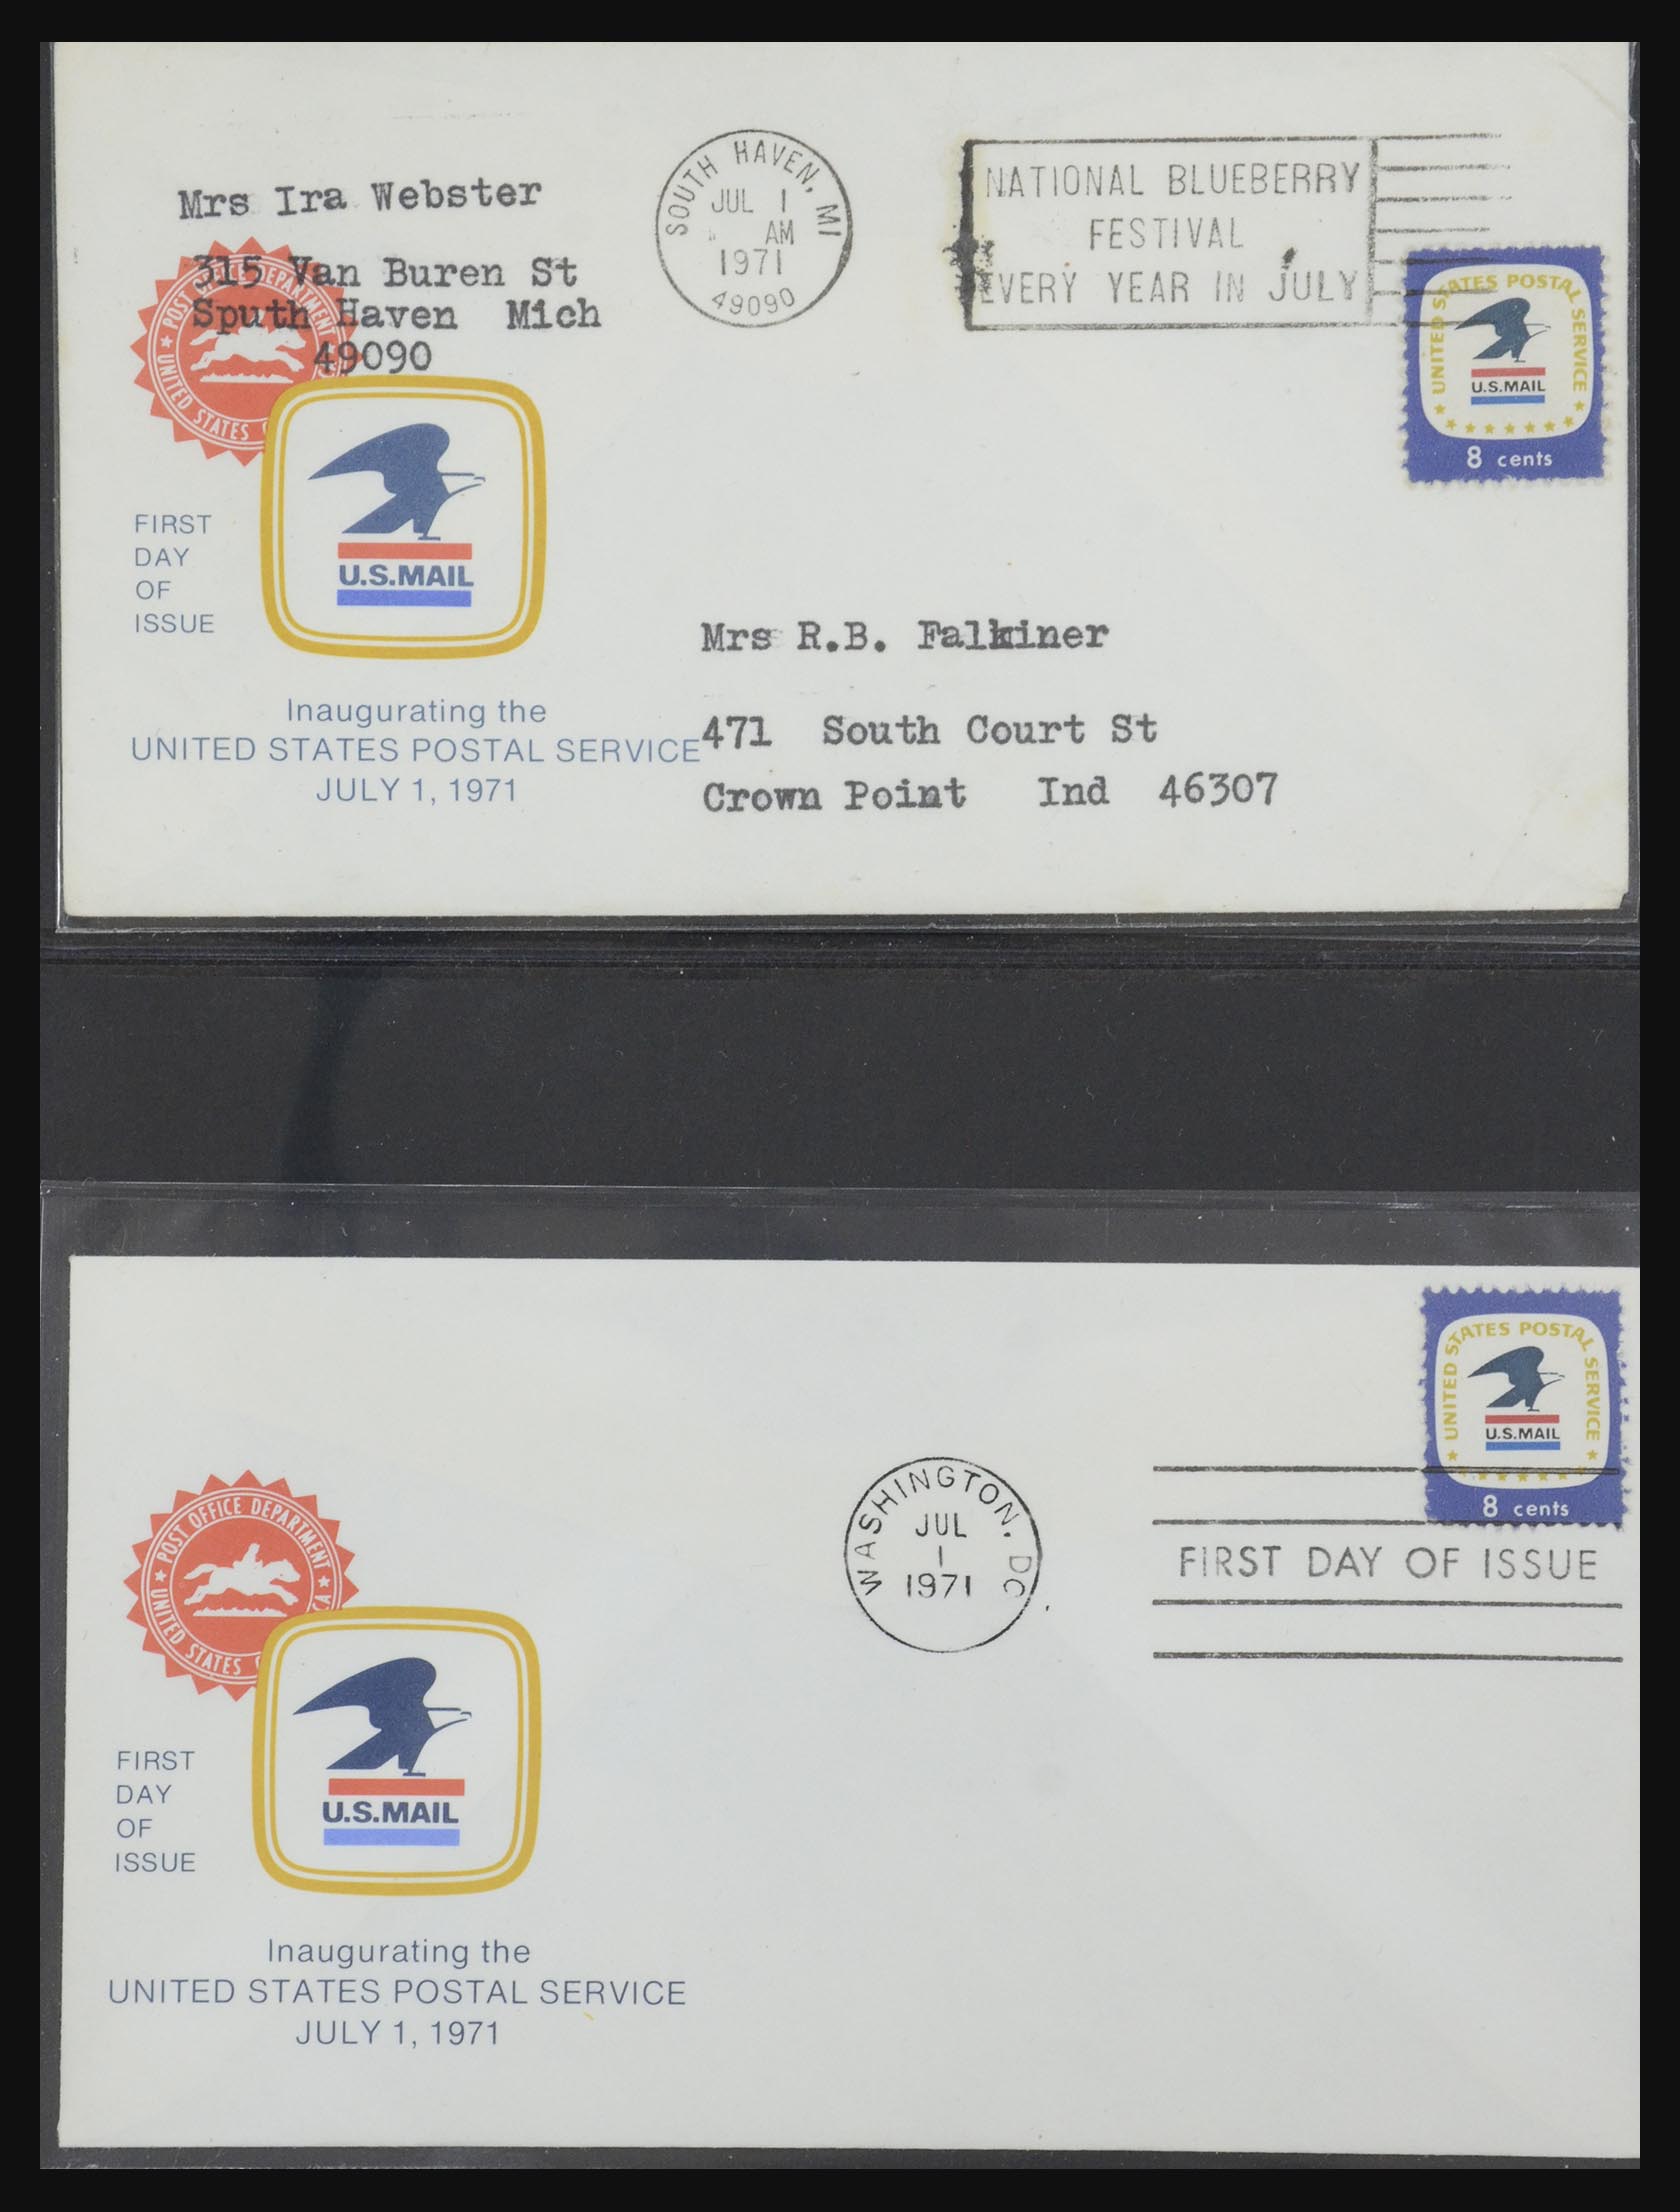 Mrs Ira Webster
315 Van Buren St
Sputh Haven Mich
49090
SOUTH HAVEN, MI
JUL 1
AM
1971
49090
NATIONAL BLUEBERRY
FESTIVAL
EVERY YEAR IN JULY
UNITED STATES POSTAL SERVICE
U.S.MAIL
8 cents
POST OFFICE DEPARTMENT
UNITED STATES
U.S.MAIL
FIRST
DAY
OF
ISSUE
Inaugurating the
UNITED STATES POSTAL SERVICE
JULY 1, 1971
Mrs R.B. Falkiner
471 South Court St
Crown Point Ind 46307
UNITED STATES POSTAL SERVICE
U.S.MAIL
8 cents
WASHINGTON, DC
JUL
1
1971
FIRST DAY OF ISSUE
POST OFFICE DEPARTMENT
UNITED STATES
U.S.MAIL
FIRST
DAY
OF
ISSUE
Inaugurating the
UNITED STATES POSTAL SERVICE
JULY 1, 1971